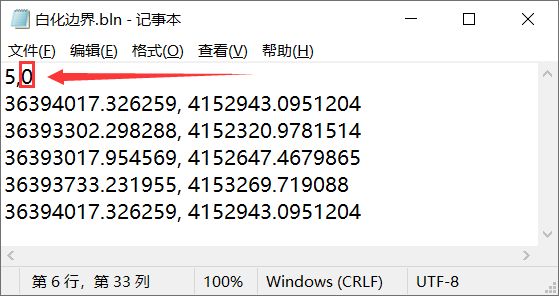 白化边界.bln - 记事本
文件(F) 编辑(E) 格式(O) 查看(V) 帮助(H)
5,0
36394017.326259, 4152943.0951204
36393302.298288, 4152320.9781514
36393017.954569, 4152647.4679865
36393733.231955, 4153269.719088
36394017.326259, 4152943.0951204
第 6 行，第 33 列 100% Windows (CRLF) UTF-8